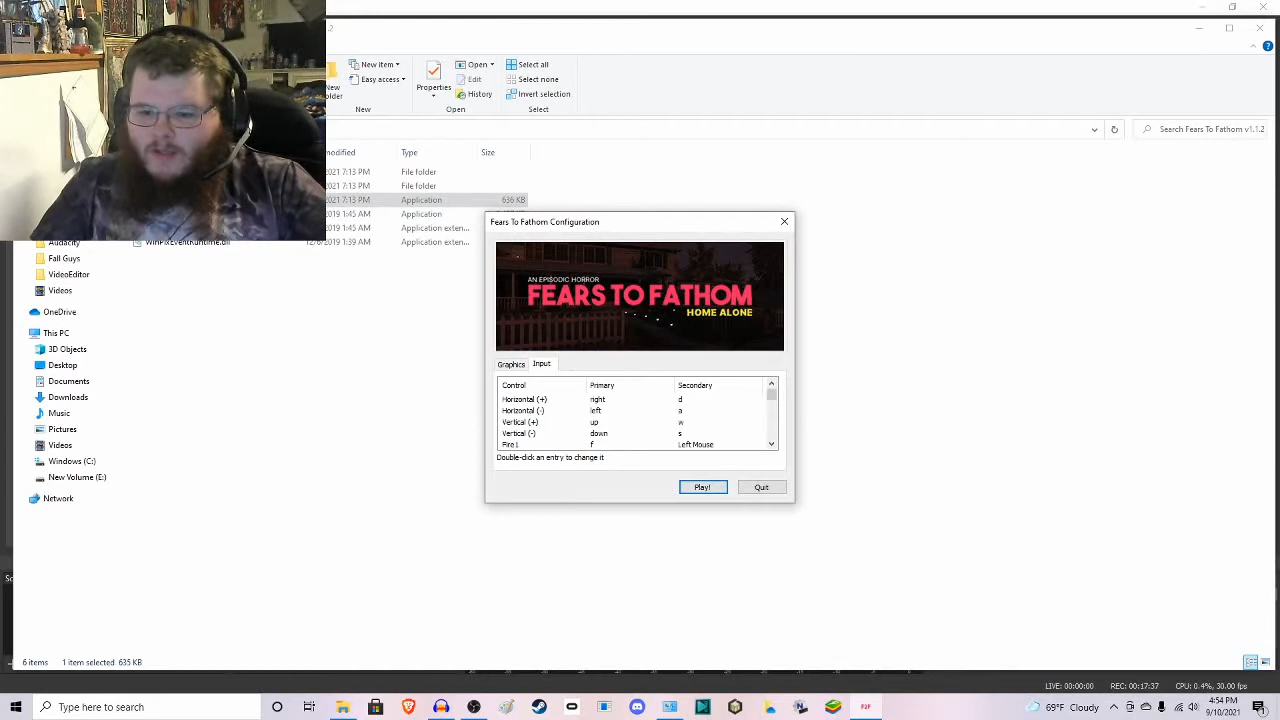 .2
New item
Open
Select all
Easy access
Edit
Select none
New
folder
Properties
History
Invert selection
New
Open
Select
Search Fears To Fathom v1.1.2
modified
Type
Size
2021 7:13 PM
File folder
2021 7:13 PM
File folder
2021 7:13 PM
Application
636 KB
2019 1:45 AM
Application
2019 1:45 AM
Application exten...
Audacity
WinPixEventRuntime.dll
12/6/2019 1:39 AM
Application exten...
Fall Guys
VideoEditor
Videos
OneDrive
This PC
3D Objects
Desktop
Documents
Downloads
Music
Pictures
Videos
Windows (C:)
New Volume (E:)
Network
Fears To Fathom Configuration
AN EPISODIC HORROR
FEARS TO FATHOM
HOME ALONE
Graphics
Input
Control
Primary
Secondary
Horizontal (+)
right
d
Horizontal (-)
left
a
Vertical (+)
up
w
Vertical (-)
down
s
Fire1
f
Left Mouse
Double-click an entry to change it
Play!
Quit
6 items
1 item selected 635 KB
LIVE: 00:00:00
REC: 00:17:37
CPU: 0.4%, 30.00 fps
Type here to search
F2F
69°F Cloudy
4:54 PM
9/10/2021